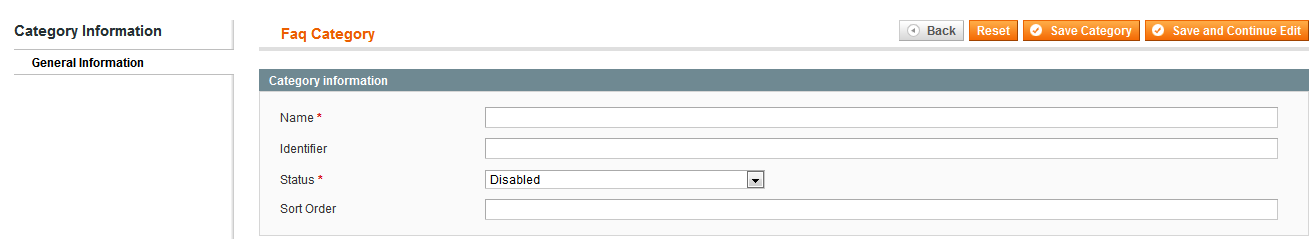 Category Information
General Information
Faq Category
Back Reset Save Category Save and Continue Edit
Category information
Name *
Identifier
Status * Disabled
Sort Order